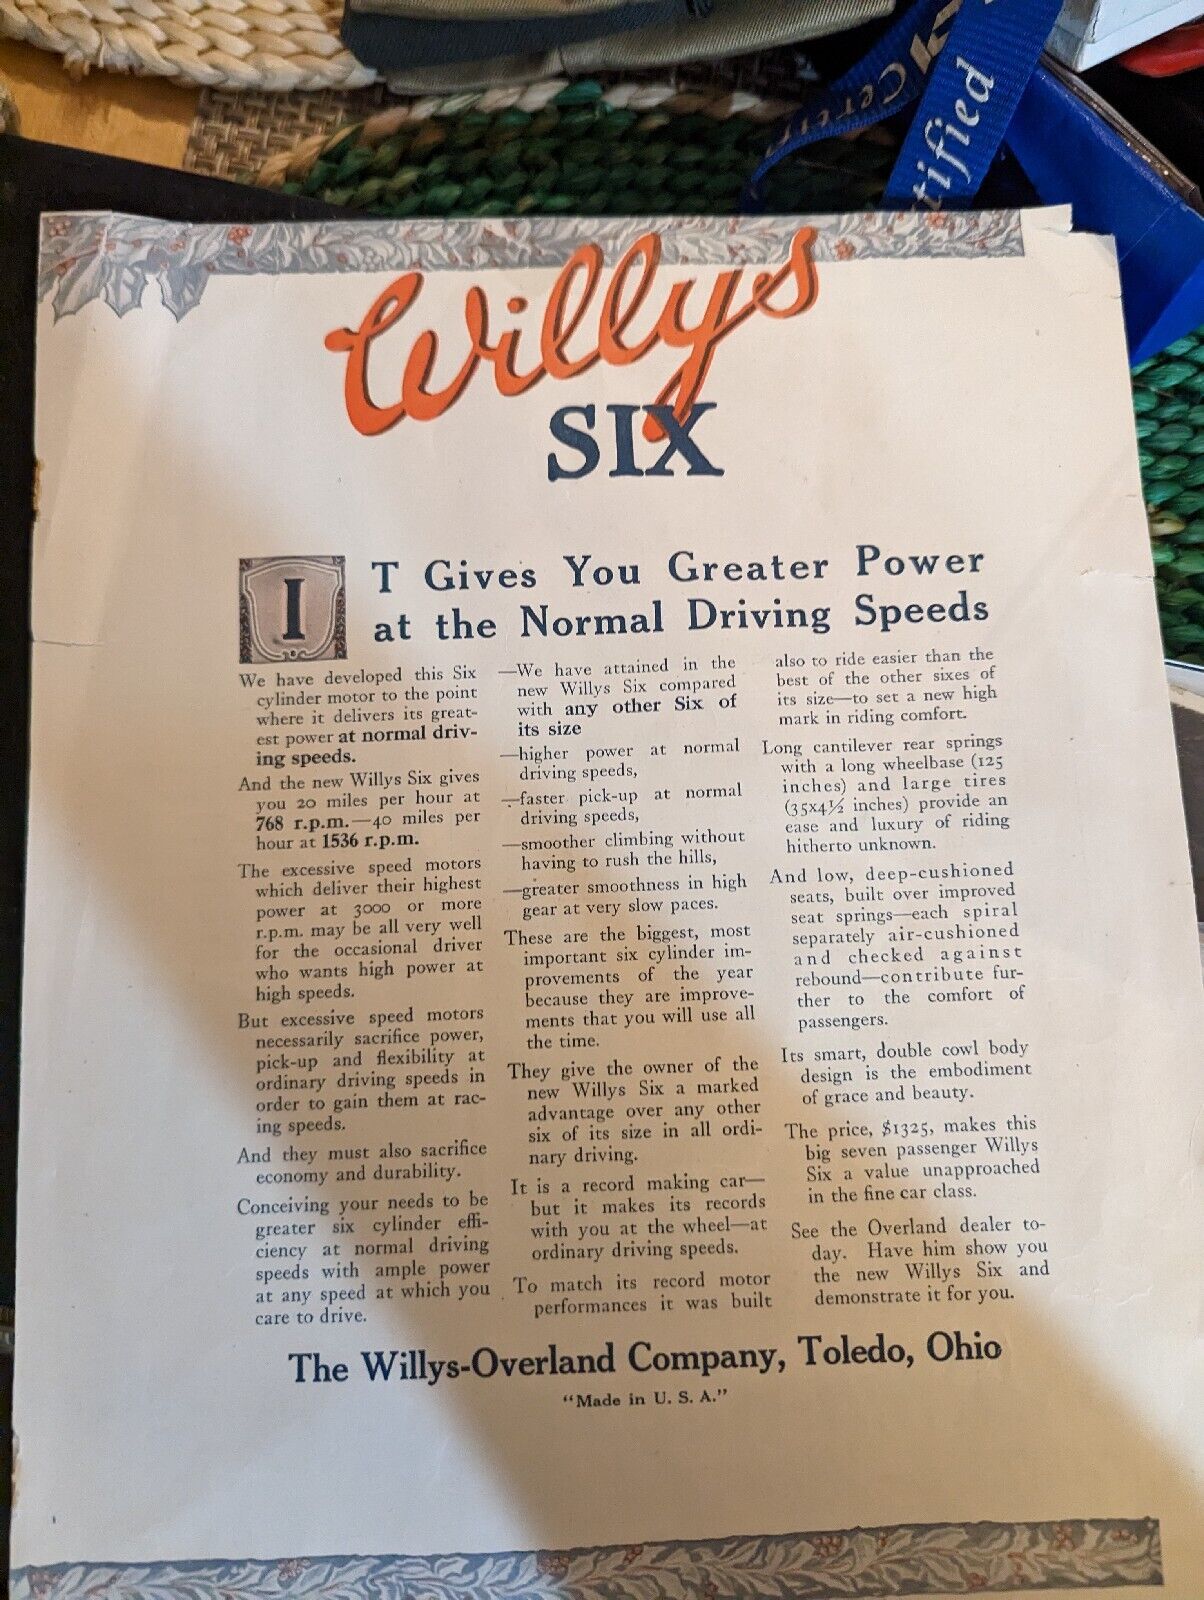 Certified
Certified
Willys
SIX
IT Gives You Greater Power
at the Normal Driving Speeds
We have developed this Six
cylinder motor to the point
where it delivers its great-
est power at normal driv-
ing speeds.
And the new Willys Six gives
you 20 miles per hour at
768 r.p.m.—40 miles per
hour at 1536 r.p.m.
The excessive speed motors
which deliver their highest
power at 3000 or more
r.p.m. may be all very well
for the occasional driver
who wants high power at
high speeds.
But excessive speed motors
necessarily sacrifice power,
pick-up and flexibility at
ordinary driving speeds in
order to gain them at rac-
ing speeds.
And they must also sacrifice
economy and durability.
Conceiving your needs to be
greater six cylinder effi-
ciency at normal driving
speeds with ample power
at any speed at which you
care to drive.
—We have attained in the
new Willys Six compared
with any other Six of
its size
—higher power at normal
driving speeds,
—faster pick-up at normal
driving speeds,
—smoother climbing without
having to rush the hills,
—greater smoothness in high
gear at very slow paces.
These are the biggest, most
important six cylinder im-
provements of the year
because they are improve-
ments that you will use all
the time.
They give the owner of the
new Willys Six a marked
advantage over any other
six of its size in all ordi-
nary driving.
It is a record making car—
but it makes its records
with you at the wheel—at
ordinary driving speeds.
To match its record motor
performances it was built
also to ride easier than the
best of the other sixes of
its size—to set a new high
mark in riding comfort.
Long cantilever rear springs
with a long wheelbase (125
inches) and large tires
(35x4½ inches) provide an
ease and luxury of riding
hitherto unknown.
And low, deep-cushioned
seats, built over improved
seat springs—each spiral
separately air-cushioned
and checked against
rebound—contribute fur-
ther to the comfort of
passengers.
Its smart, double cowl body
design is the embodiment
of grace and beauty.
The price, $1325, makes this
big seven passenger Willys
Six a value unapproached
in the fine car class.
See the Overland dealer to-
day. Have him show you
the new Willys Six and
demonstrate it for you.
The Willys-Overland Company, Toledo, Ohio
"Made in U. S. A."